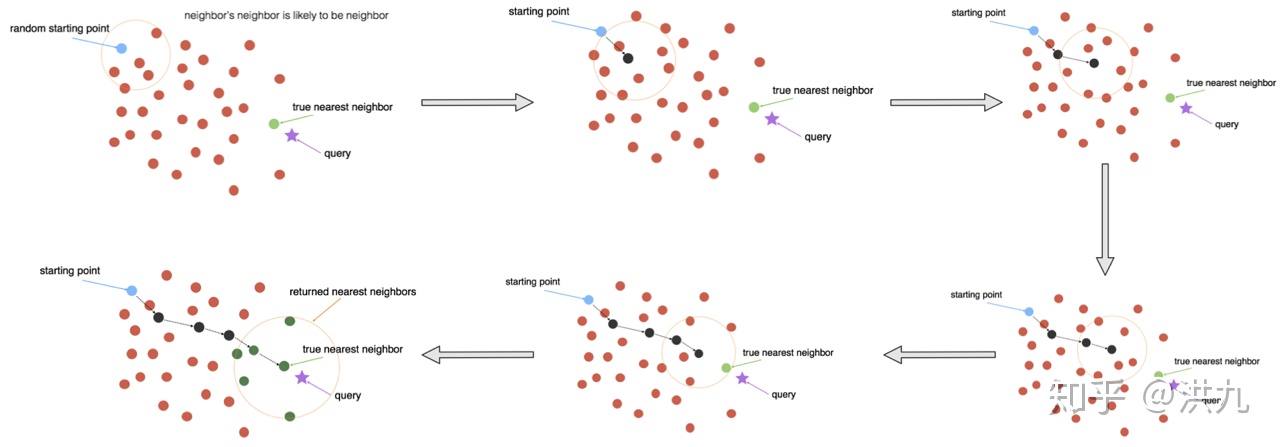 neighbor's neighbor is likely to be neighbor
random starting point
true nearest neighbor
query
starting point
true nearest neighbor
query
starting point
true nearest neighbor
query
starting point
returned nearest neighbors
true nearest neighbor
query
starting point
true nearest neighbor
query
starting point
true nearest neighbor
query
知乎 @洪九